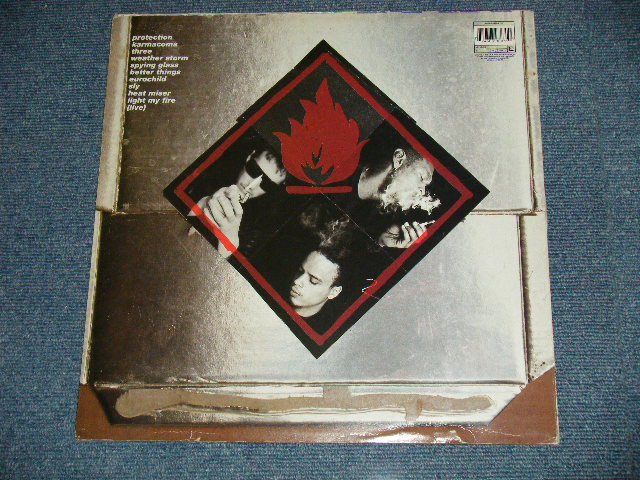 protection
karmacoma
three
weather storm
spying glass
better things
eurochild
sly
heat miser
light my fire
(live)